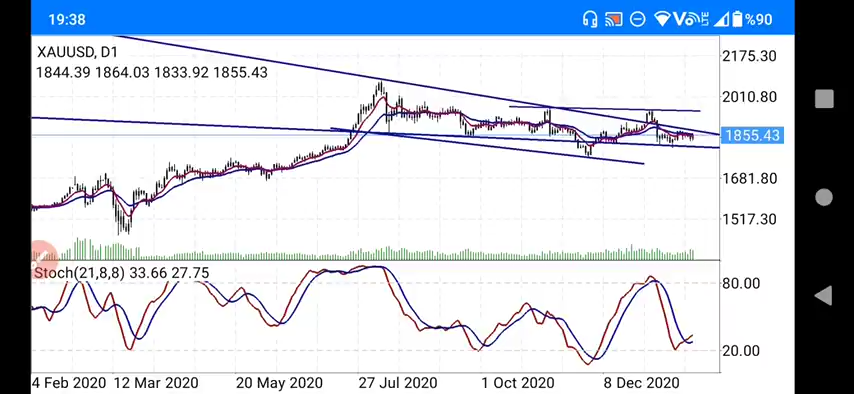 19:38
LTE
%90
XAUUSD, D1
1844.39 1864.03 1833.92 1855.43
2175.30
2010.80
1855.43
1681.80
1517.30
Stoch(21,8,8) 33.66 27.75
80.00
20.00
4 Feb 2020 12 Mar 2020 20 May 2020 27 Jul 2020 1 Oct 2020 8 Dec 2020